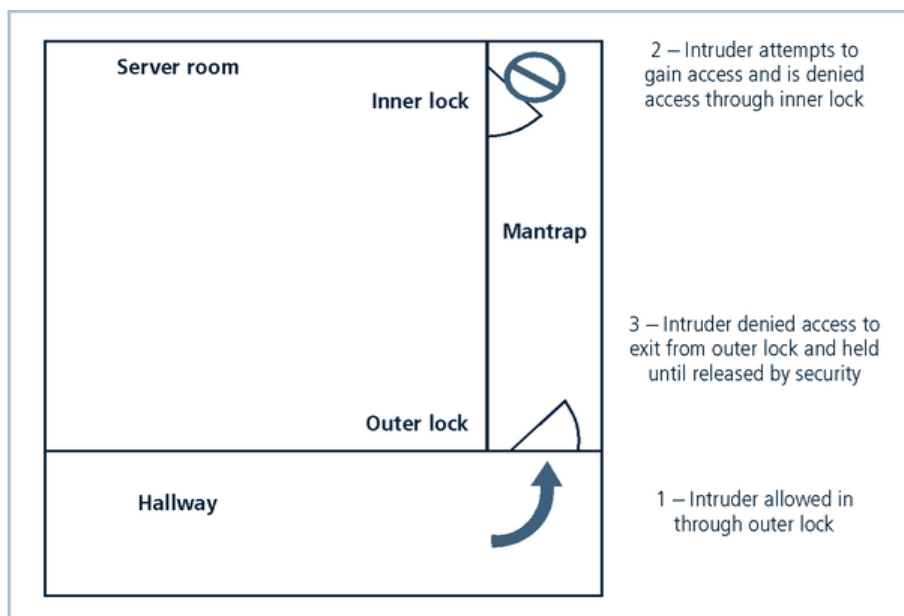 Server room
Inner lock
Mantrap
Outer lock
Hallway
2 – Intruder attempts to
gain access and is denied
access through inner lock
3 – Intruder denied access to
exit from outer lock and held
until released by security
1 – Intruder allowed in
through outer lock